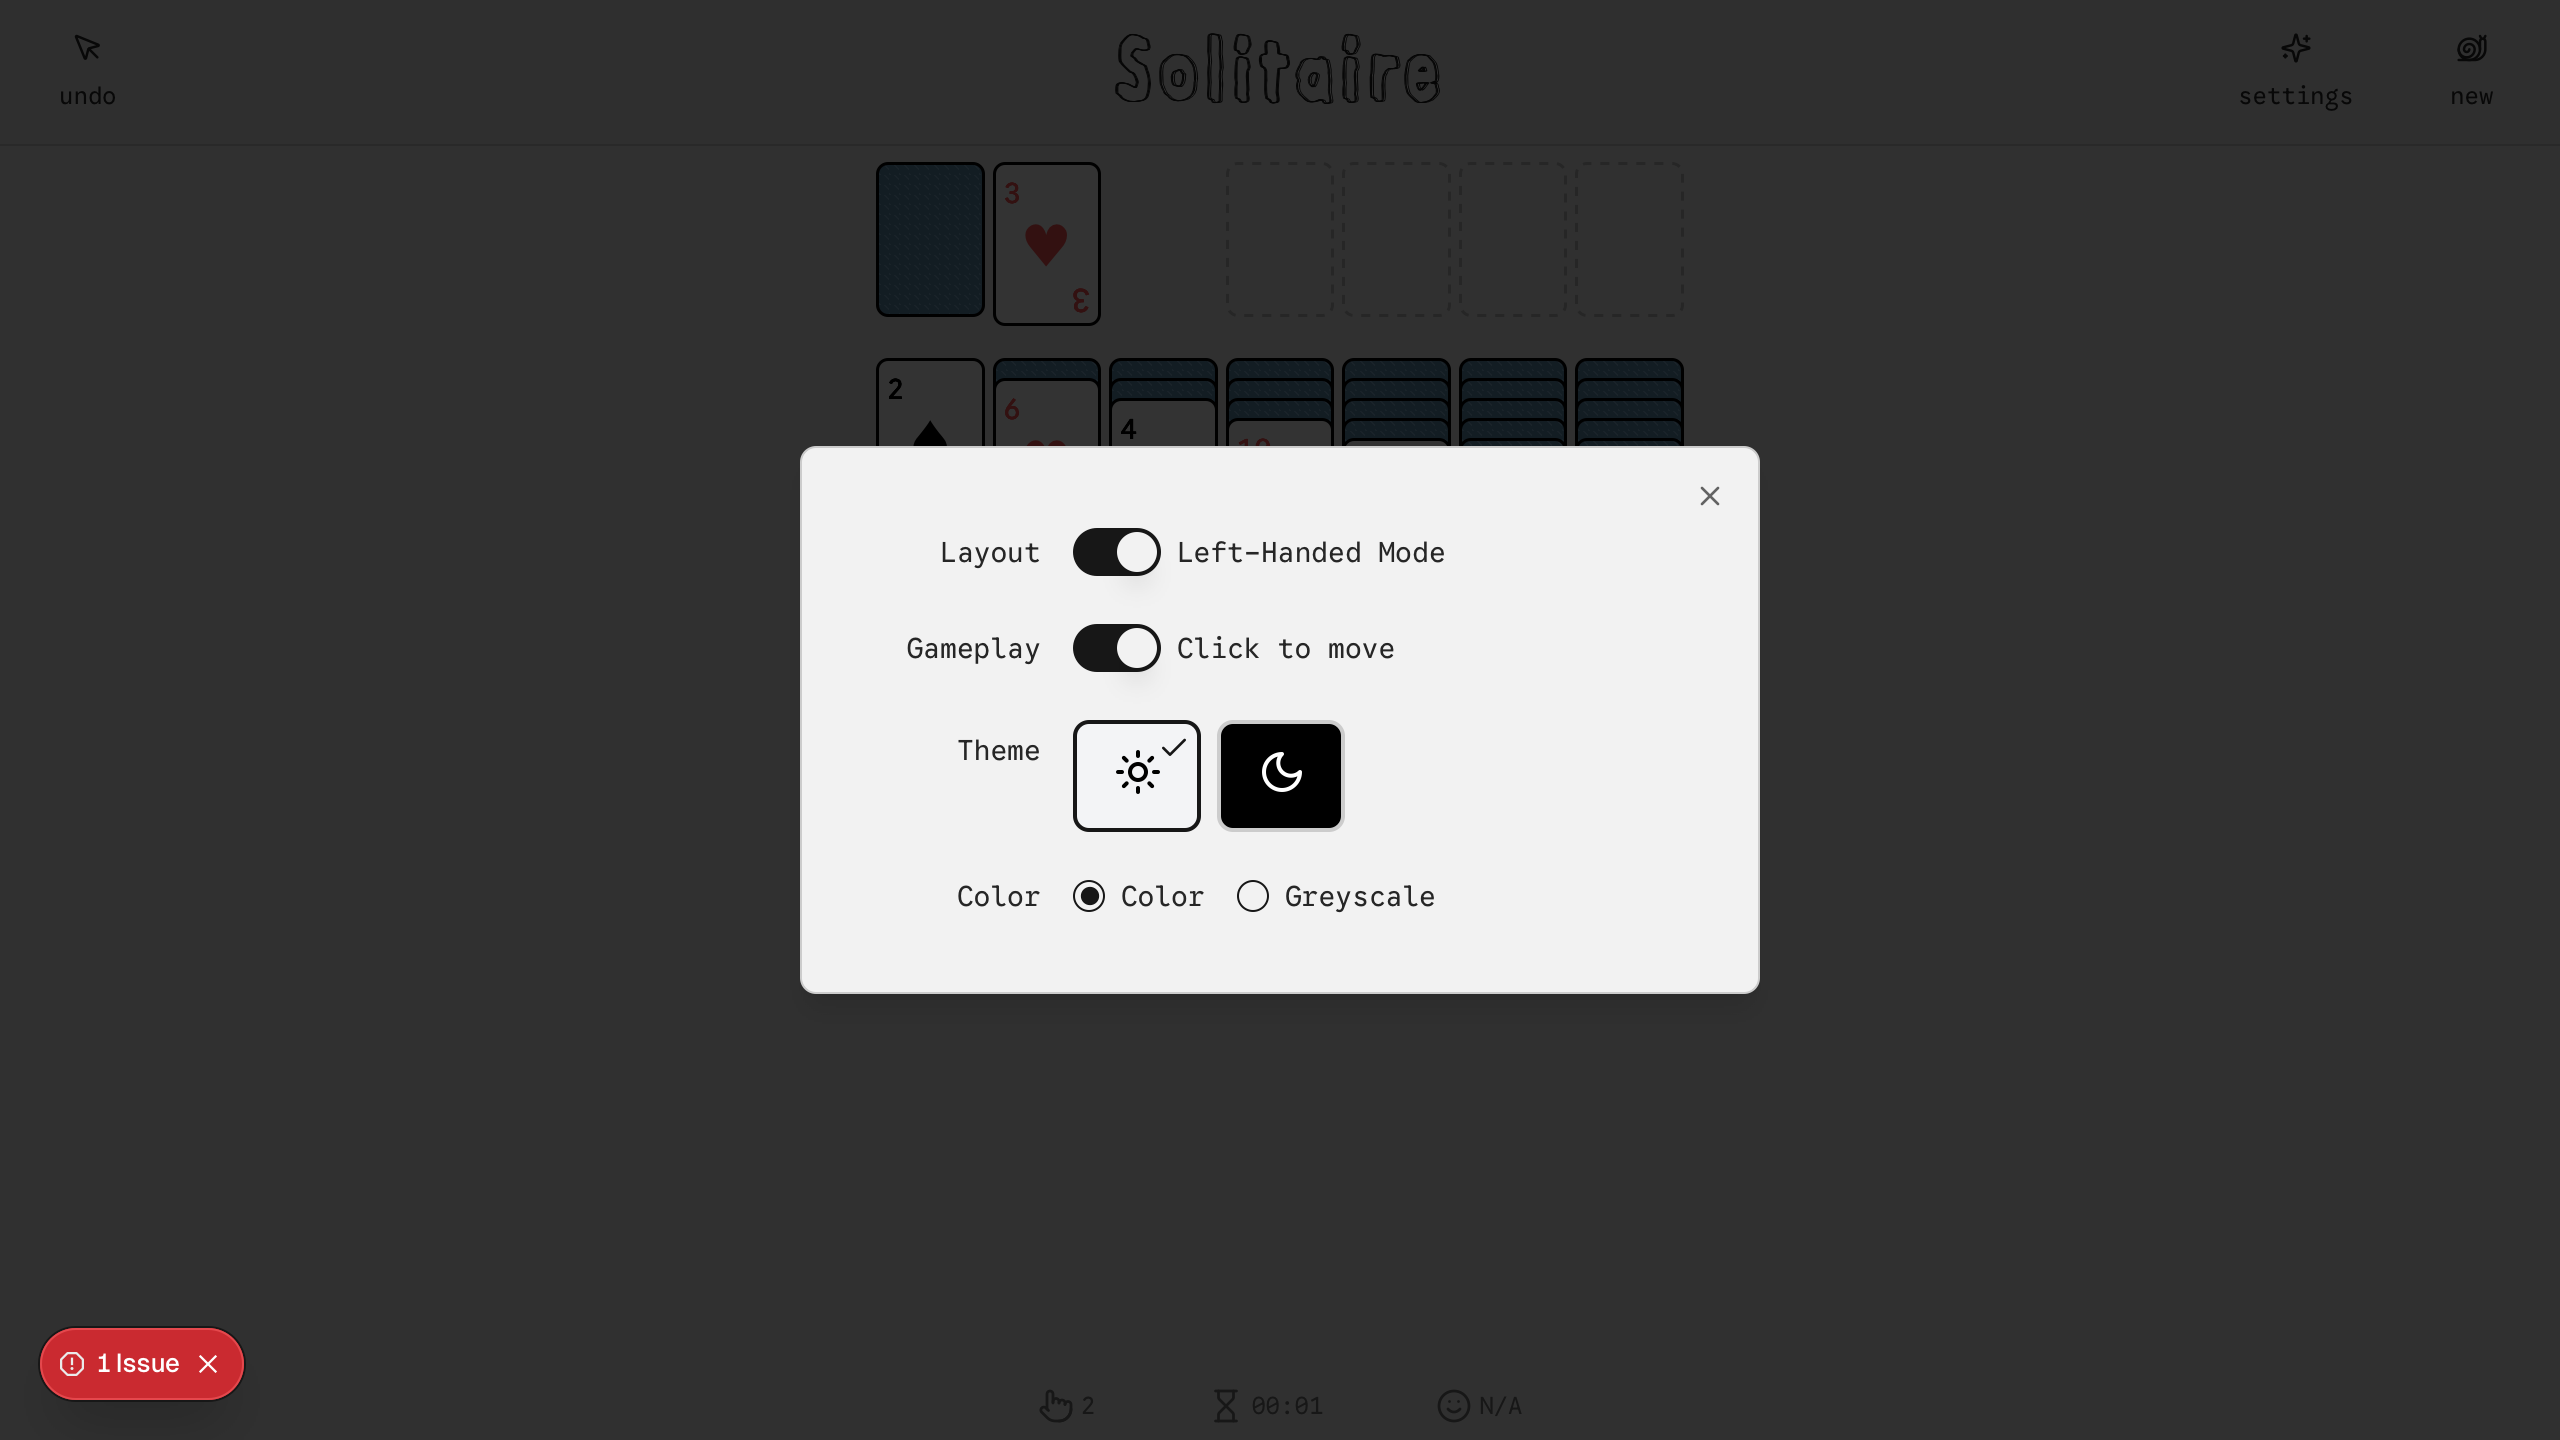 undo
Solitaire
settings
new
3
3
2
6
4
10
Layout
Left-Handed Mode
Gameplay
Click to move
Theme
Color
Color
Greyscale
1 Issue
2
00:01
N/A